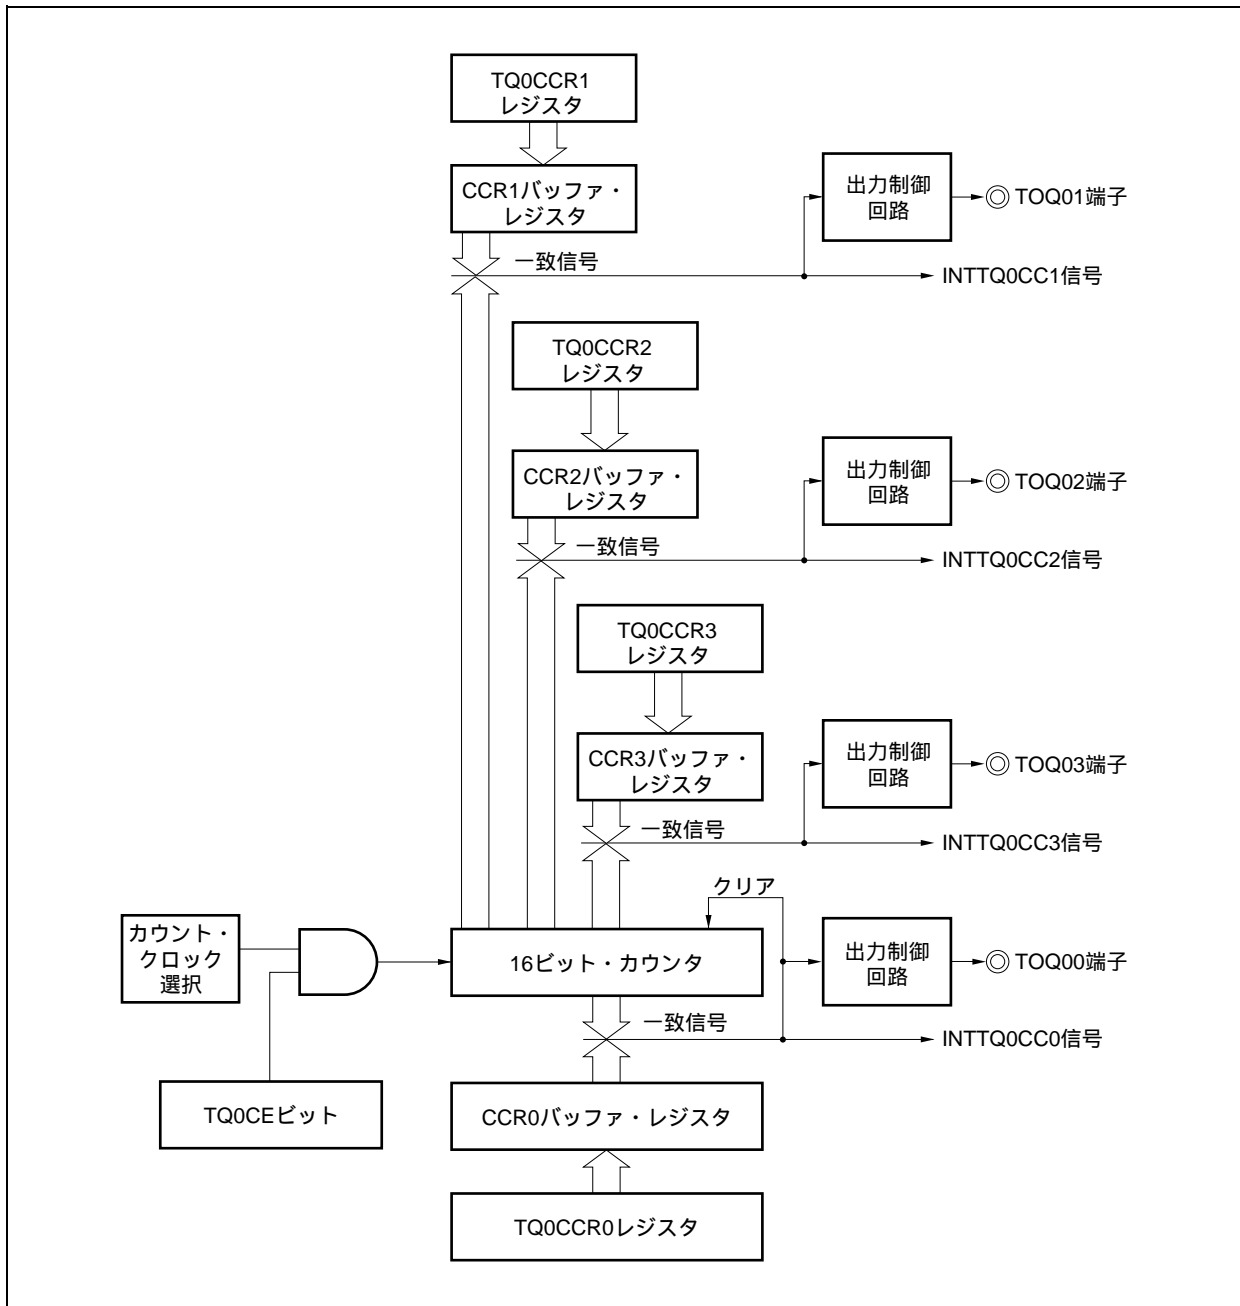 TQ0CCR1
レジスタ
CCR1バッファ・
レジスタ
出力制御
回路
TOQ01端子
一致信号
INTTQ0CC1信号
TQ0CCR2
レジスタ
CCR2バッファ・
レジスタ
出力制御
回路
TOQ02端子
一致信号
INTTQ0CC2信号
TQ0CCR3
レジスタ
CCR3バッファ・
レジスタ
出力制御
回路
TOQ03端子
一致信号
INTTQ0CC3信号
クリア
カウント・
クロック
選択
16ビット・カウンタ
出力制御
回路
TOQ00端子
一致信号
INTTQ0CC0信号
TQ0CEビット
CCR0バッファ・レジスタ
TQ0CCR0レジスタ